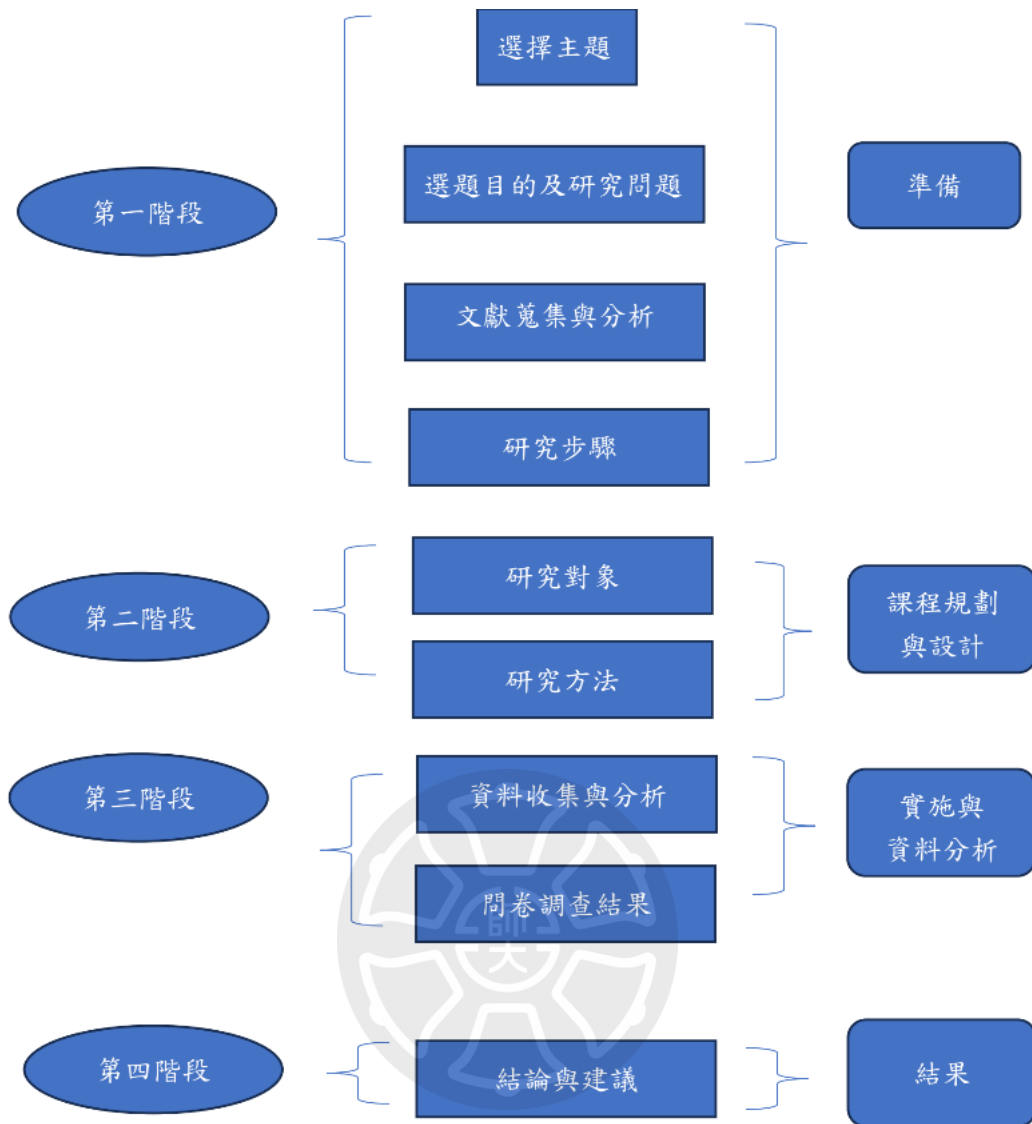 選擇主題
選題目的及研究問題
準備
第一階段
文獻蒐集與分析
研究步驟
研究對象
第二階段
課程規劃
與設計
研究方法
第三階段
資料收集與分析
實施與
資料分析
問卷調查結果
師大
第四階段
結論與建議
結果